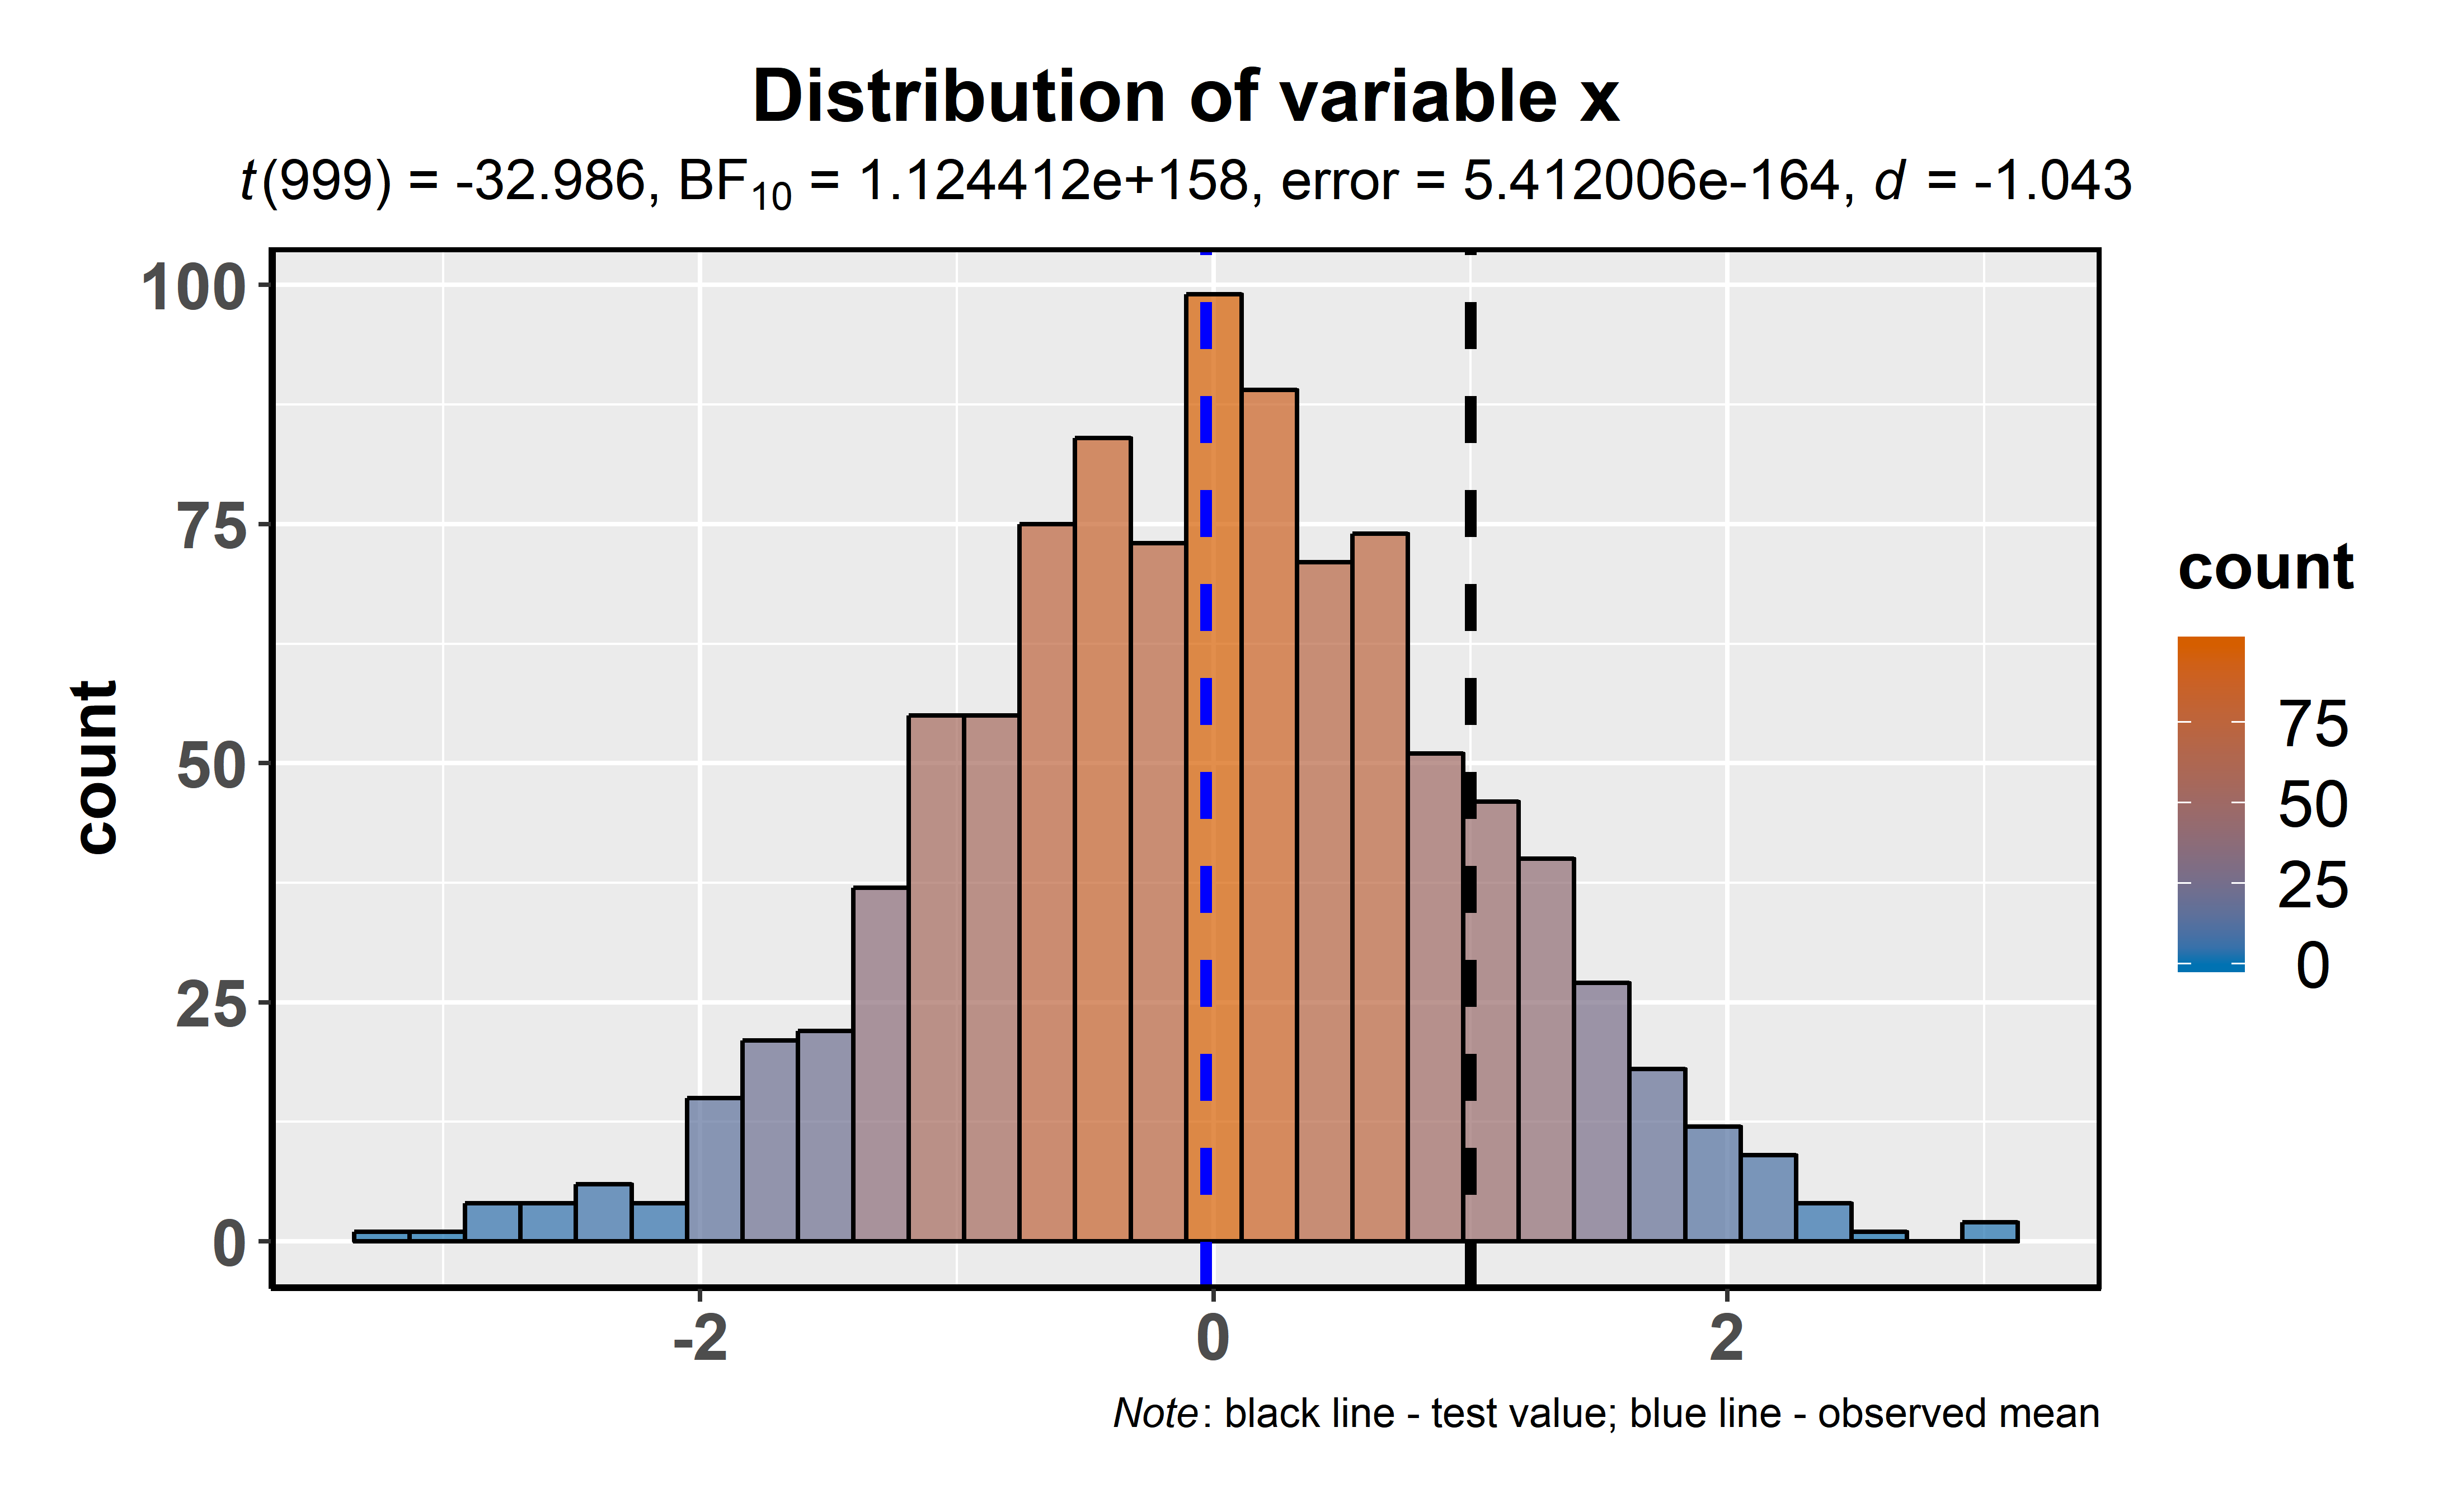 Distribution of variable x
t(999) = -32.986, BF₁₀ = 1.124412e+158, error = 5.412006e-164, d = -1.043
count
100
75
50
25
0
-2 0 2
count
75
50
25
0
Note: black line - test value; blue line - observed mean